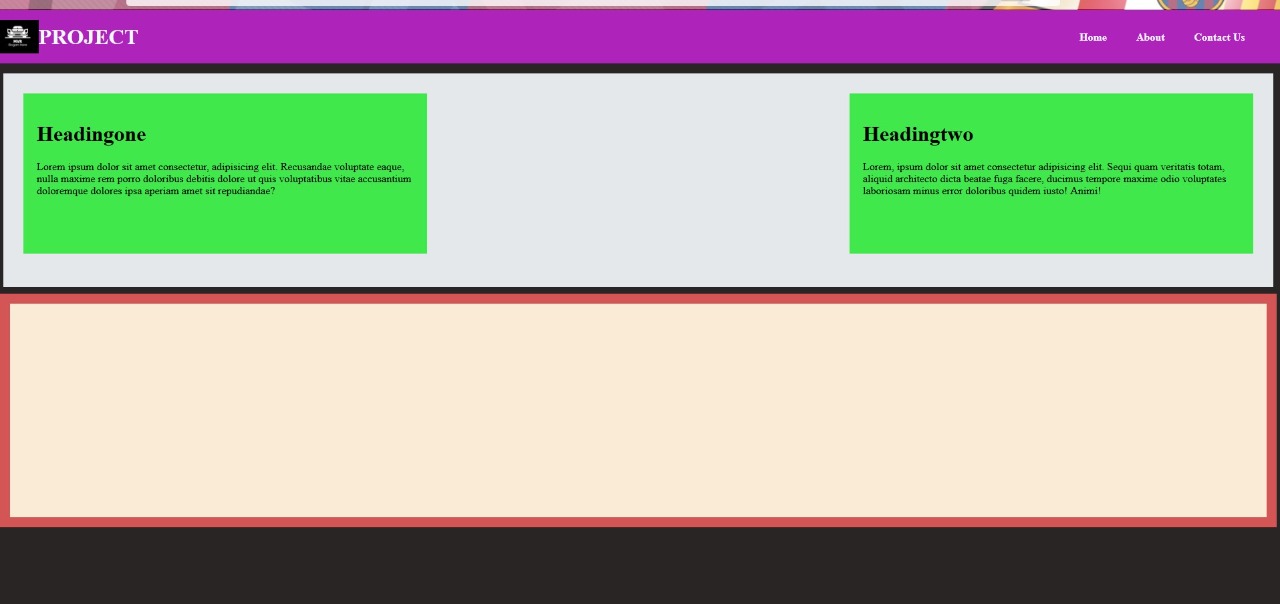 PROJECT
Home About Contact Us
Headingone
Lorem ipsum dolor sit amet consectetur, adipisicing elit. Recusandae voluptate eaque,
nulla maxime rem porro doloribus debitis dolore ut quis voluptatibus vitae accusantium
doloremque dolores ipsa aperiam amet sit repudiandae?
Headingtwo
Lorem, ipsum dolor sit amet consectetur adipisicing elit. Sequi quam veritatis totam,
aliquid architecto dicta beatae fuga facere, ducimus tempore maxime odio voluptates
laboriosam minus error doloribus quidem iusto! Animi!